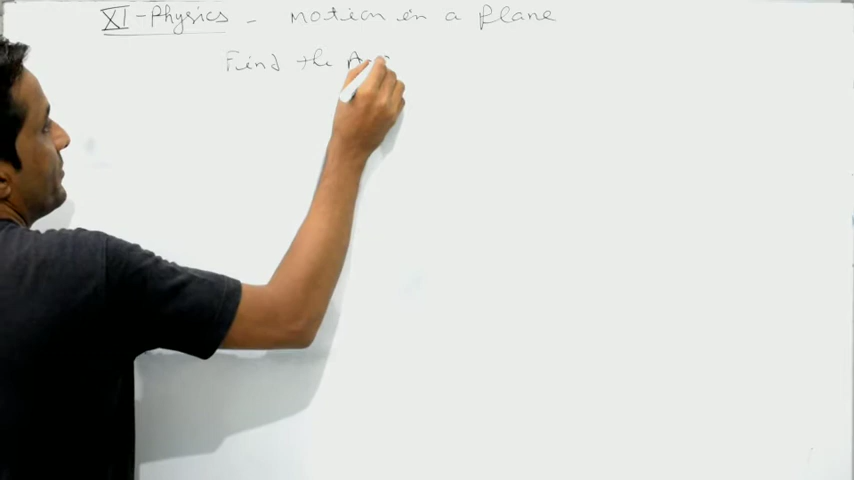 XI-Physics - motion in a plane
Find the